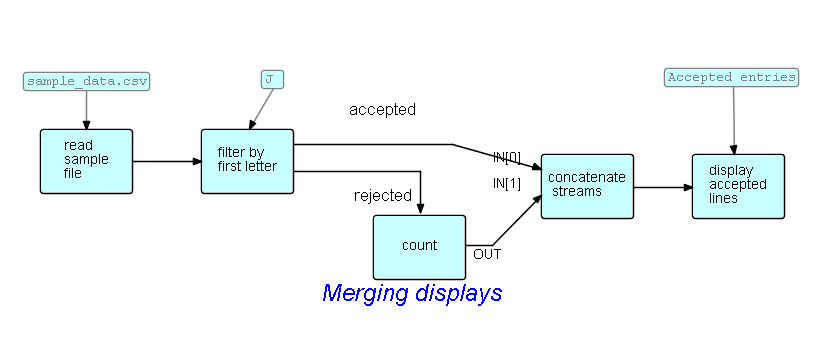 sample_data.csv
J
Accepted entries
accepted
read
sample
file
filter by
first letter
IN[0]
IN[1]
concatenate
streams
display
accepted
lines
rejected
count
OUT
Merging displays